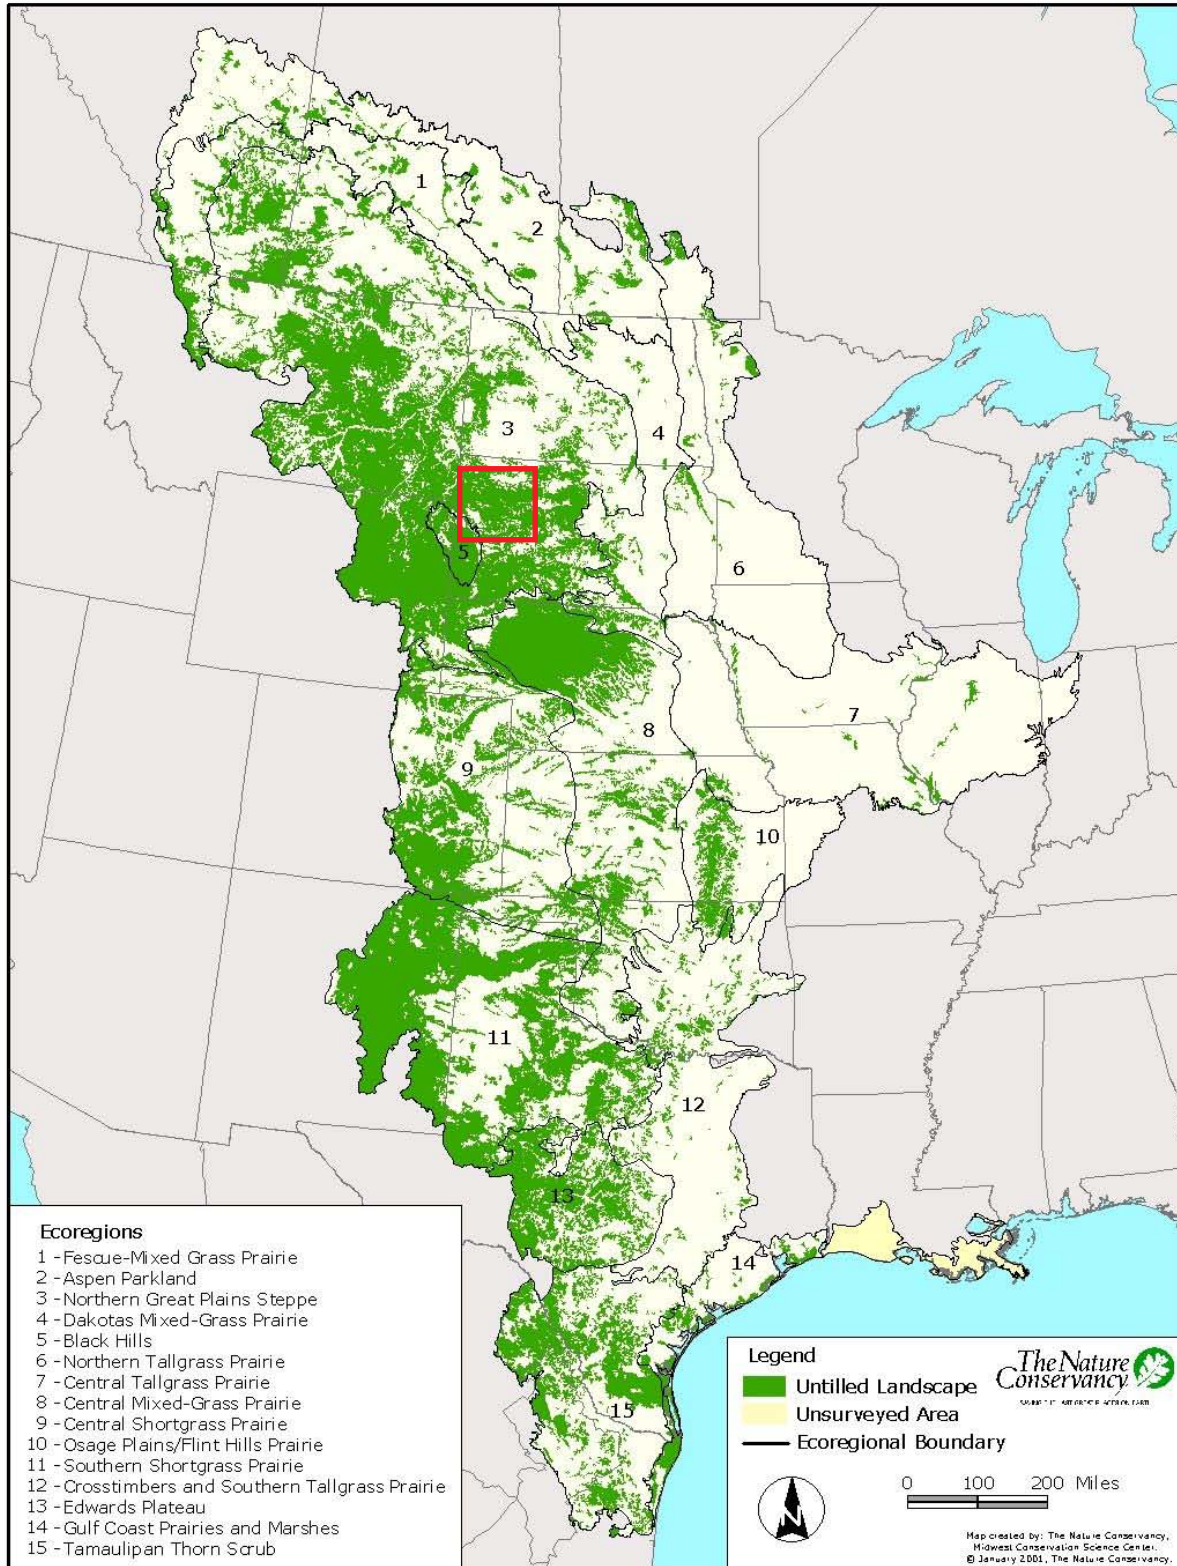 1
2
3
4
5
6
7
8
9
10
11
12
13
14
15
Ecoregions
1 - Fescue-Mixed Grass Prairie
2 - Aspen Parkland
3 - Northern Great Plains Steppe
4 - Dakotas Mixed-Grass Prairie
5 - Black Hills
6 - Northern Tallgrass Prairie
7 - Central Tallgrass Prairie
8 - Central Mixed-Grass Prairie
9 - Central Shortgrass Prairie
10 - Osage Plains/Flint Hills Prairie
11 - Southern Shortgrass Prairie
12 - Crosstimbers and Southern Tallgrass Prairie
13 - Edwards Plateau
14 - Gulf Coast Prairies and Marshes
15 - Tamaulipan Thorn Scrub
Legend
Untilled Landscape
Unsurveyed Area
Ecoregional Boundary
The Nature
Conservancy
N
0 100 200 Miles
Map created by: The Nature Conservancy,
Midwest Conservation Science Center.
© January 2001, The Nature Conservancy.